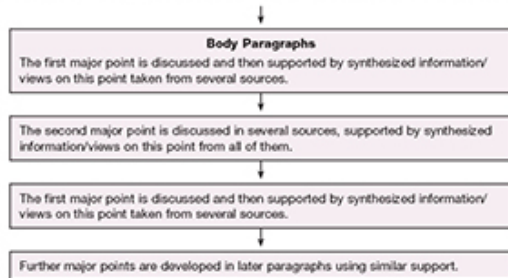 Body Paragraphs
The first major point is discussed and then supported by synthesized information/
views on this point taken from several sources.
The second major point is discussed in several sources, supported by synthesized
information/views on this point from all of them.
The first major point is discussed and then supported by synthesized information/
views on this point taken from several sources.
Further major points are developed in later paragraphs using similar support.